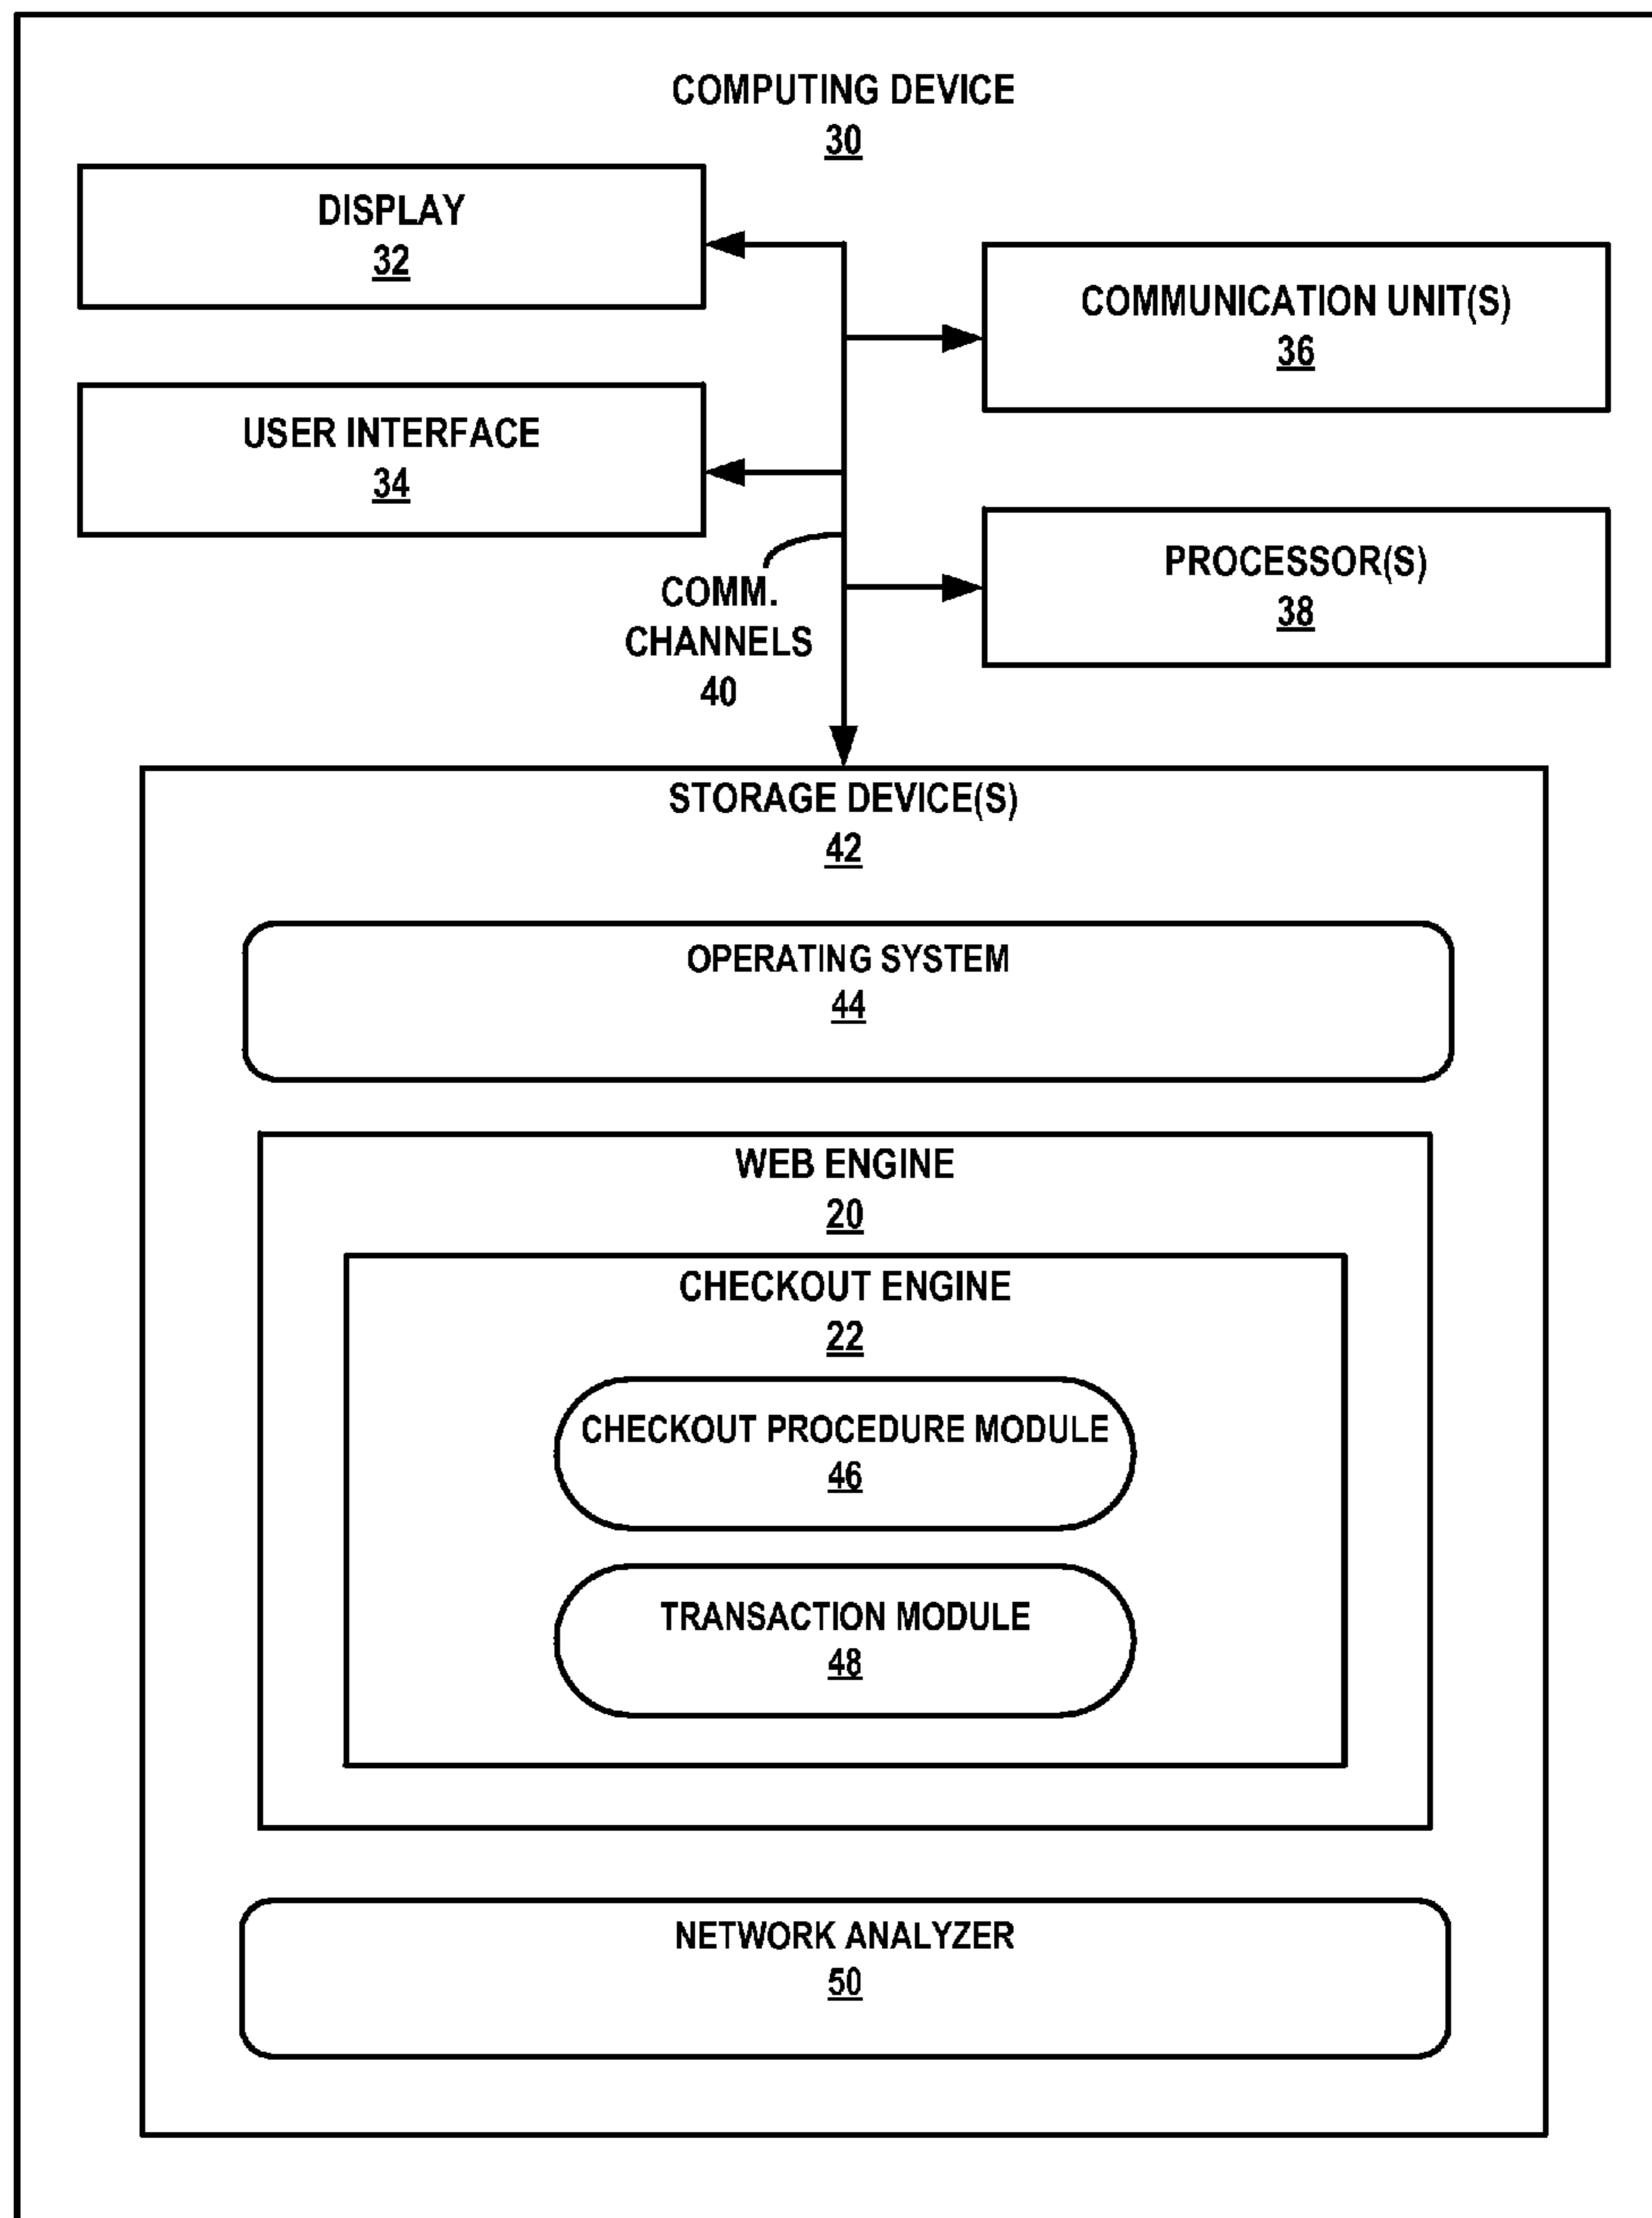 COMPUTING DEVICE
30
DISPLAY
32
COMMUNICATION UNIT(S)
36
USER INTERFACE
34
PROCESSOR(S)
38
COMM.
CHANNELS
40
STORAGE DEVICE(S)
42
OPERATING SYSTEM
44
WEB ENGINE
20
CHECKOUT ENGINE
22
CHECKOUT PROCEDURE MODULE
46
TRANSACTION MODULE
48
NETWORK ANALYZER
50